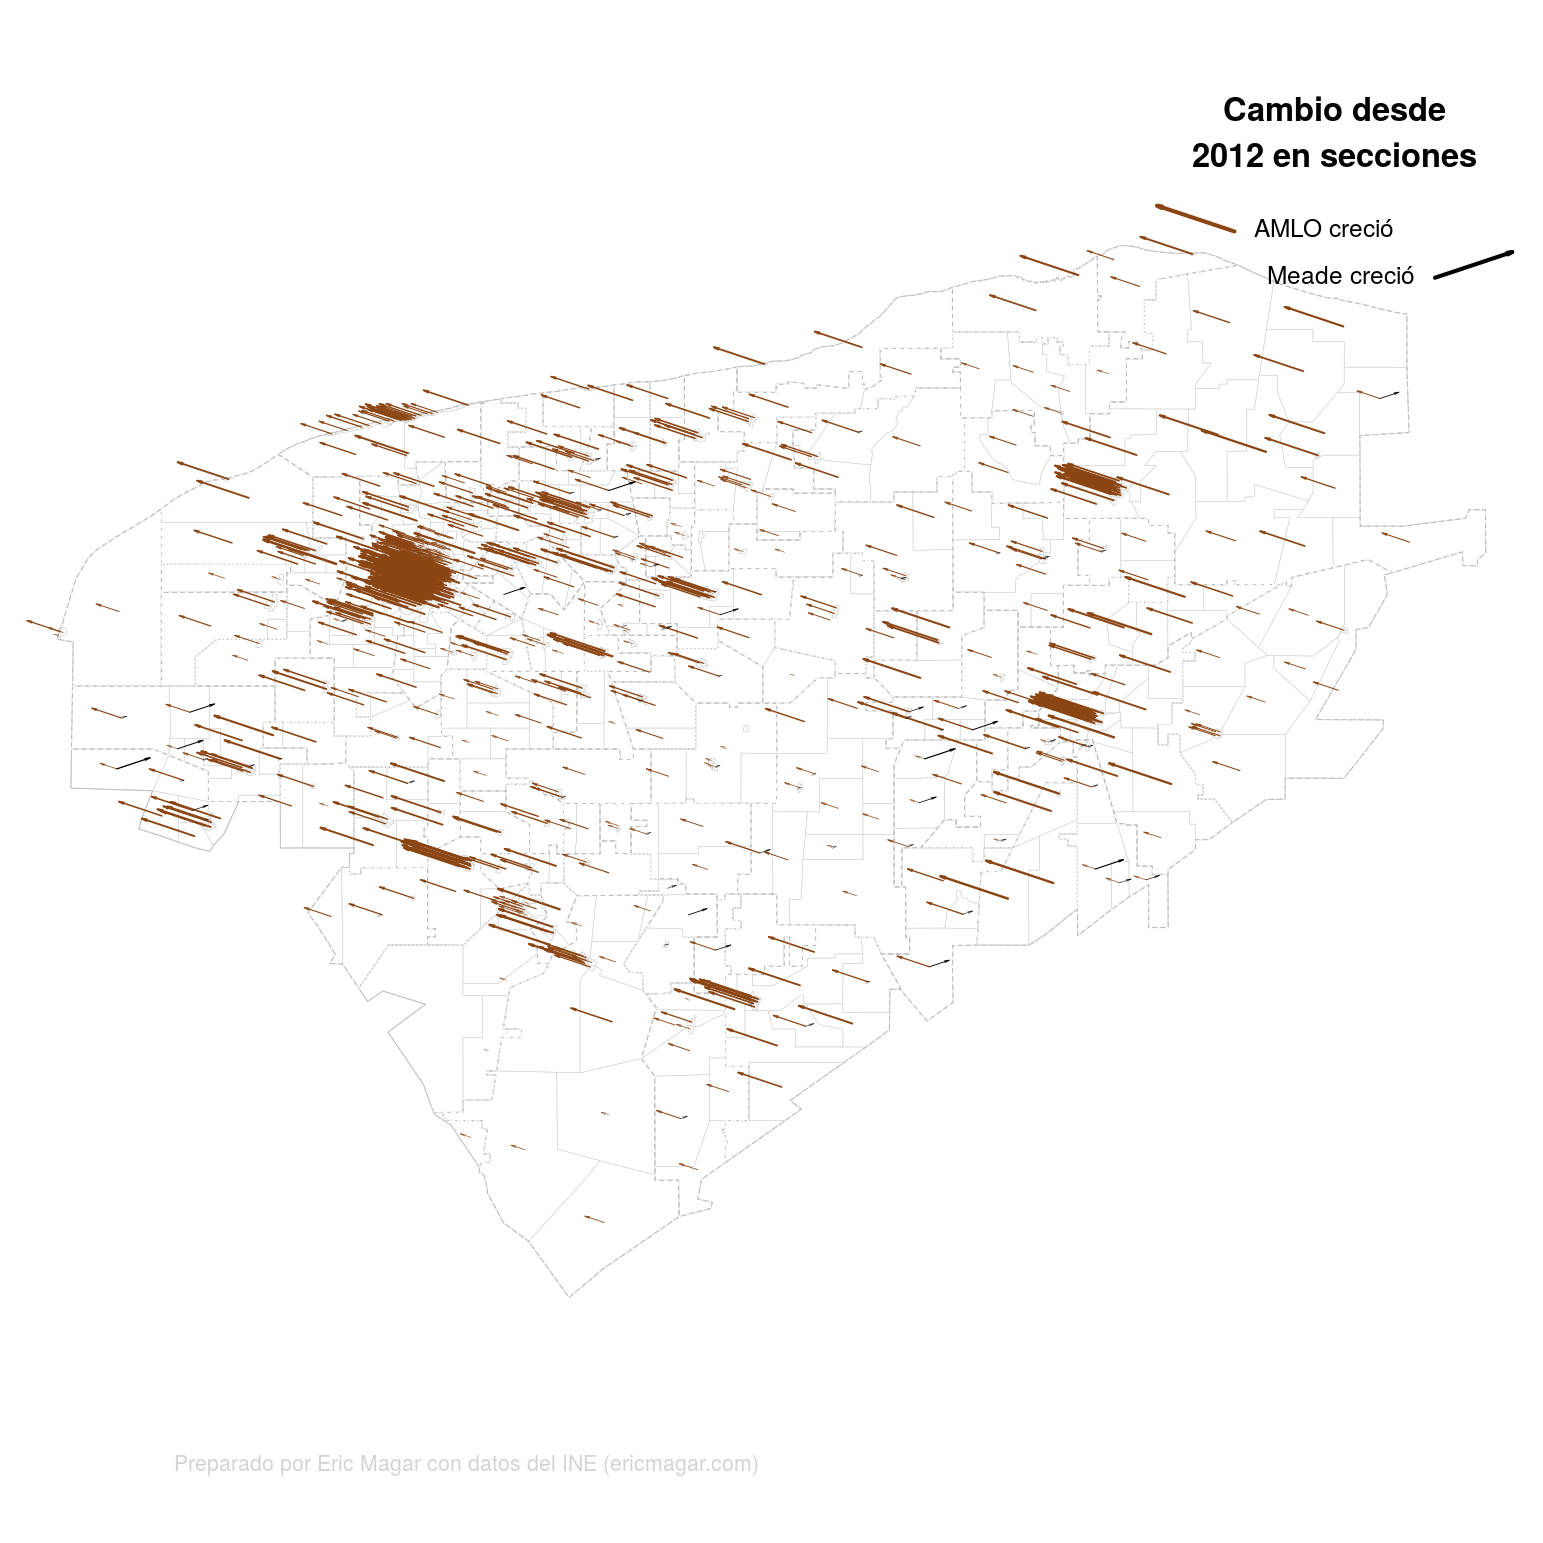 Cambio desde
2012 en secciones
AMLO creció
Meade creció
Preparado por Eric Magar con datos del INE (ericmagar.com)